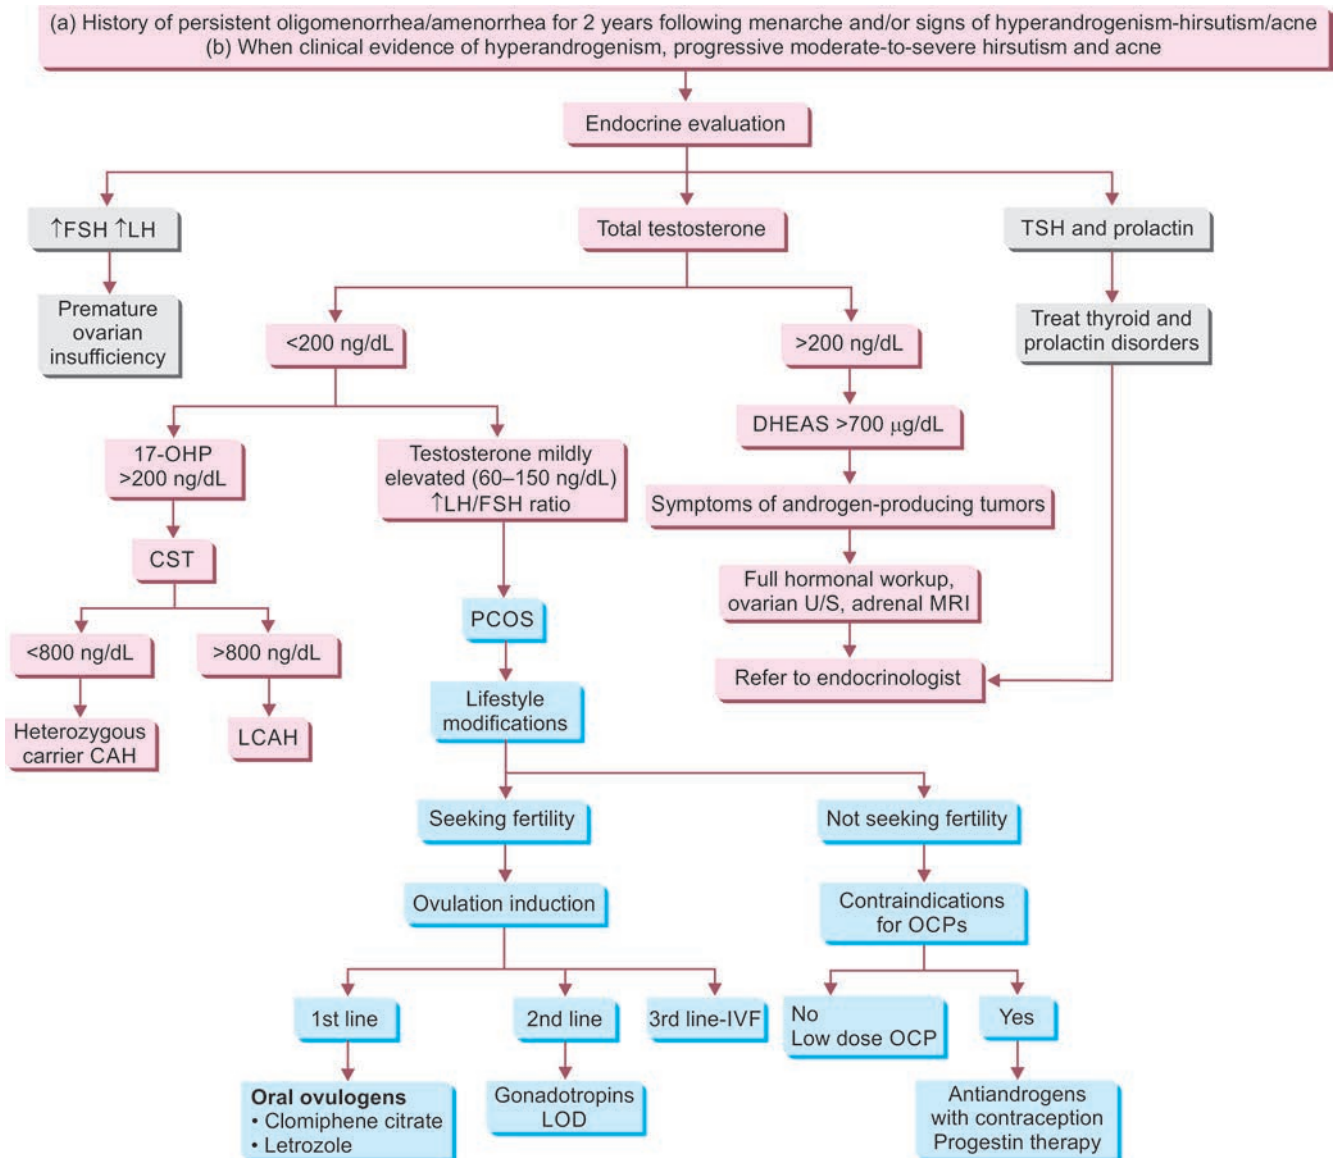 (a) History of persistent oligomenorrhea/amenorrhea for 2 years following menarche and/or signs of hyperandrogenism-hirsutism/acne
(b) When clinical evidence of hyperandrogenism, progressive moderate-to-severe hirsutism and acne
Endocrine evaluation
↑FSH ↑LH
Total testosterone
TSH and prolactin
Premature
ovarian
insufficiency
<200 ng/dL
>200 ng/dL
Treat thyroid and
prolactin disorders
17-OHP
>200 ng/dL
Testosterone mildly
elevated (60–150 ng/dL)
↑LH/FSH ratio
DHEAS >700 μg/dL
Symptoms of androgen-producing tumors
CST
Full hormonal workup,
ovarian U/S, adrenal MRI
PCOS
<800 ng/dL
>800 ng/dL
Refer to endocrinologist
Lifestyle
modifications
Heterozygous
carrier CAH
LCAH
Seeking fertility
Not seeking fertility
Ovulation induction
Contraindications
for OCPs
1st line
2nd line
3rd line-IVF
No
Low dose OCP
Yes
Oral ovulogens
• Clomiphene citrate
• Letrozole
Gonadotropins
LOD
Antiandrogens
with contraception
Progestin therapy